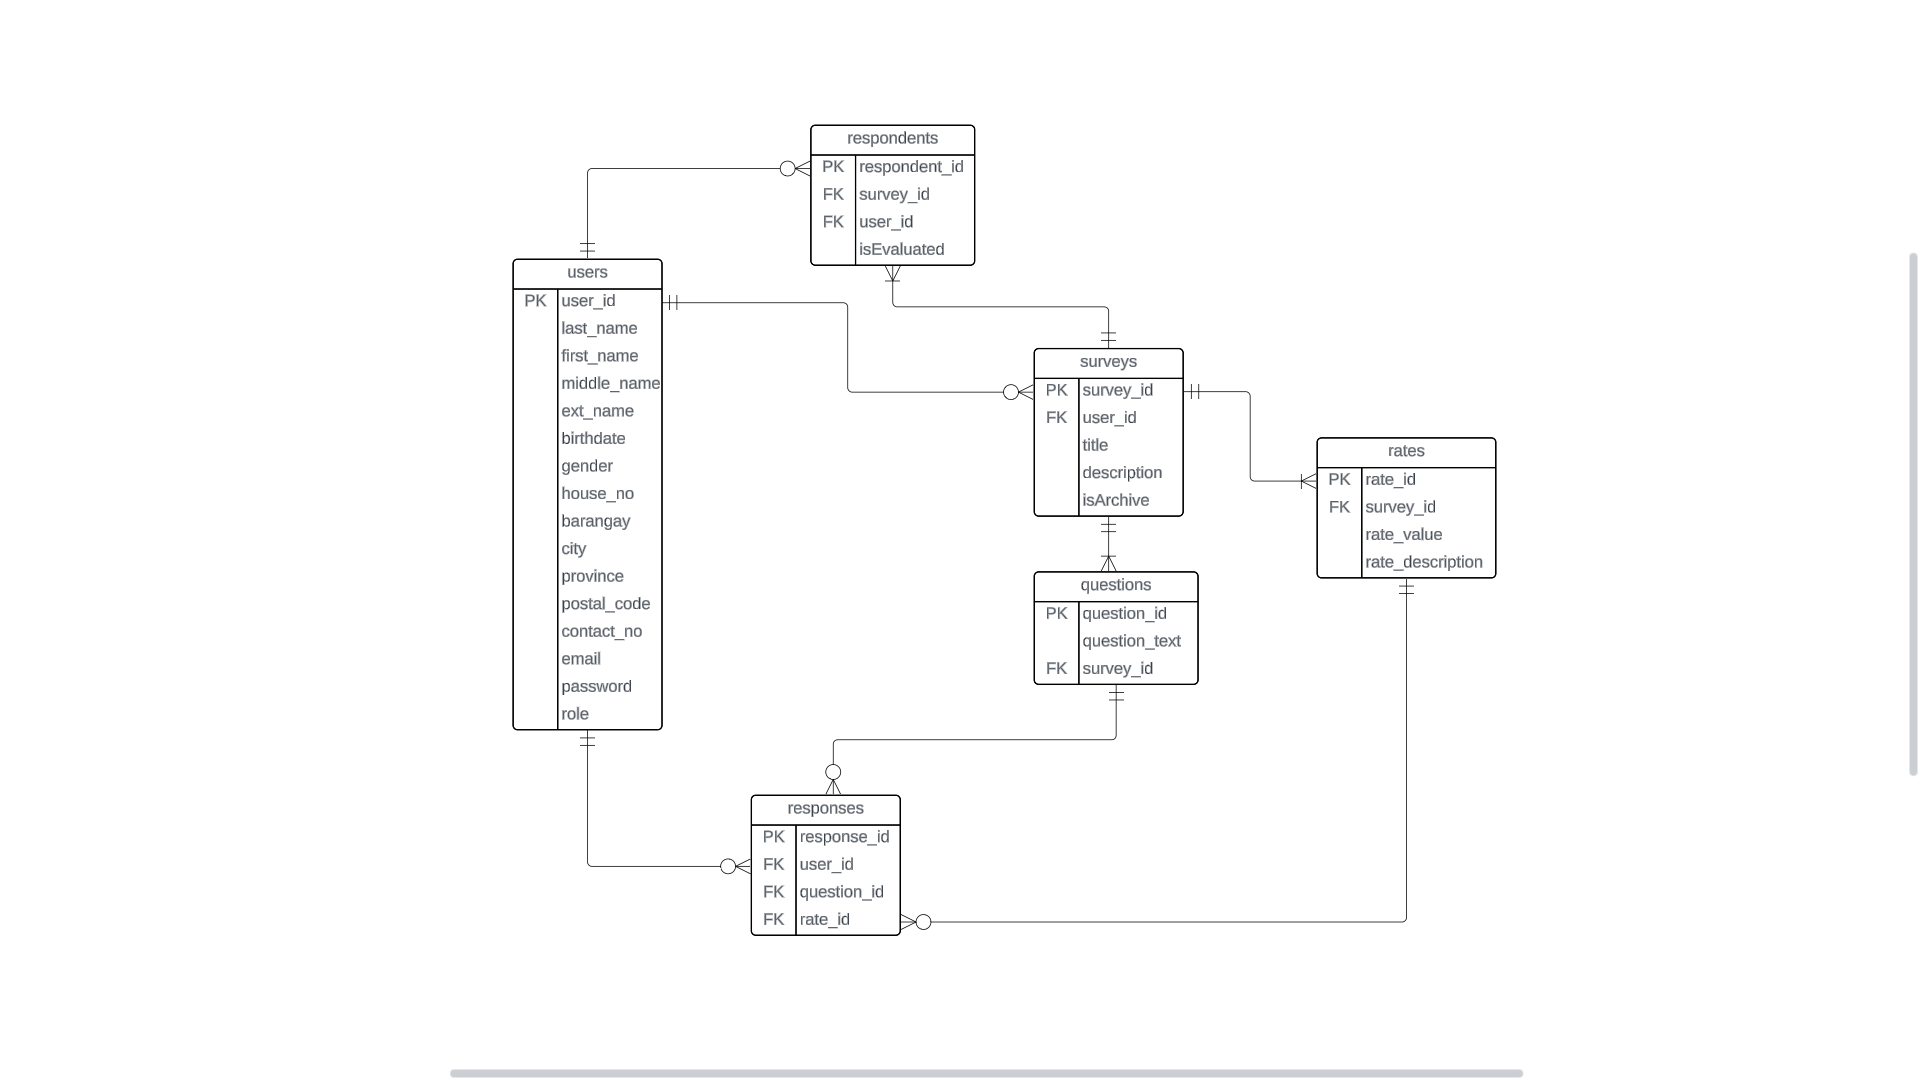 respondents
PK respondent_id
FK survey_id
FK user_id
isEvaluated
users
PK user_id
last_name
first_name
middle_name
ext_name
birthdate
gender
house_no
barangay
city
province
postal_code
contact_no
email
password
role
surveys
PK survey_id
FK user_id
title
description
isArchive
rates
PK rate_id
FK survey_id
rate_value
rate_description
questions
PK question_id
question_text
FK survey_id
responses
PK response_id
FK user_id
FK question_id
FK rate_id